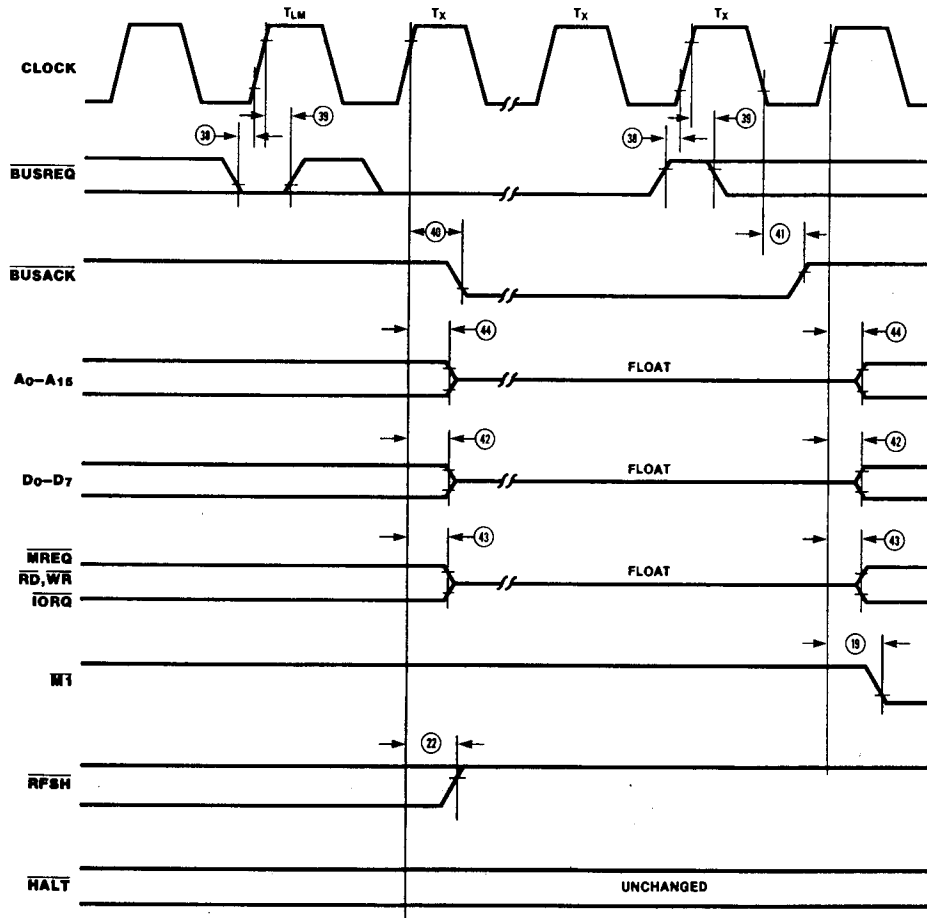 TLM TX TX TX
CLOCK
38 39 38 39
BUSREQ
40 41
BUSACK
44 44
A0–A15 FLOAT
42 42
D0–D7 FLOAT
43 43
MREQ
RD, WR FLOAT
IORQ
19
M1
22
RFSH
HALT UNCHANGED